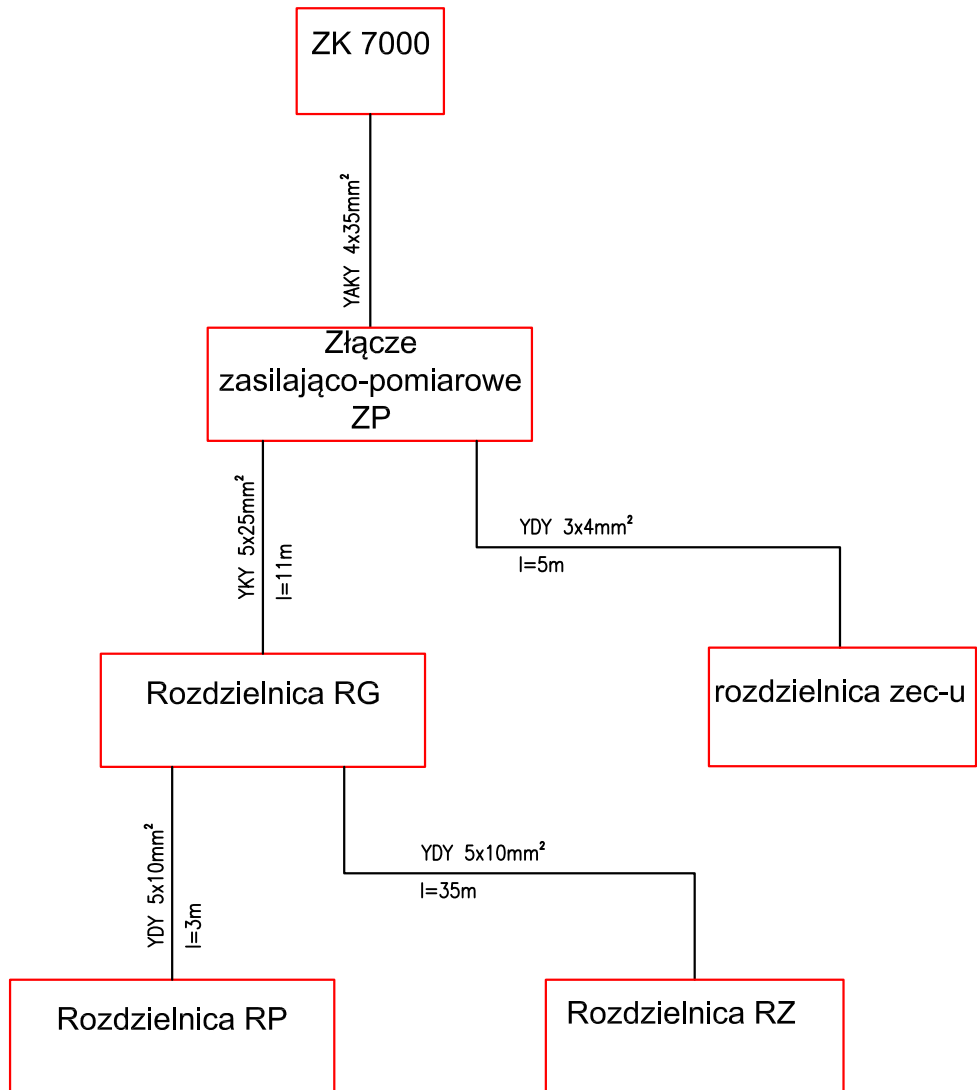 ZK 7000
YAKY 4x35mm²
Złącze
zasilająco-pomiarowe
ZP
YKY 5x25mm²
l=11m
YDY 3x4mm²
l=5m
Rozdzielnica RG
rozdzielnica zec-u
YDY 5x10mm²
l=3m
YDY 5x10mm²
l=35m
Rozdzielnica RP
Rozdzielnica RZ